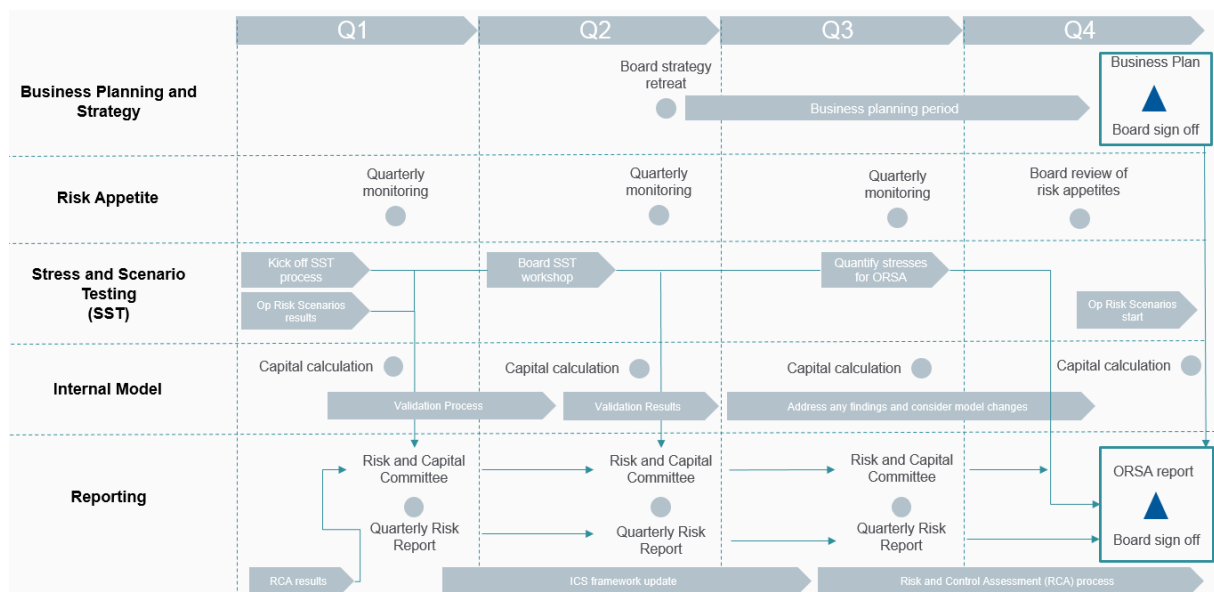 Q1
Q2
Q3
Q4
Business Planning and
Strategy
Board strategy
retreat
Business planning period
Business Plan
Board sign off
Risk Appetite
Quarterly
monitoring
Quarterly
monitoring
Quarterly
monitoring
Board review of
risk appetites
Stress and Scenario
Testing
(SST)
Kick off SST
process
Op Risk Scenarios
results
Board SST
workshop
Quantify stresses
for ORSA
Op Risk Scenarios
start
Internal Model
Capital calculation
Capital calculation
Capital calculation
Capital calculation
Validation Process
Validation Results
Address any findings and consider model changes
Reporting
Risk and Capital
Committee
Quarterly Risk
Report
Risk and Capital
Committee
Quarterly Risk
Report
Risk and Capital
Committee
Quarterly Risk
Report
ORSA report
Board sign off
RCA results
ICS framework update
Risk and Control Assessment (RCA) process